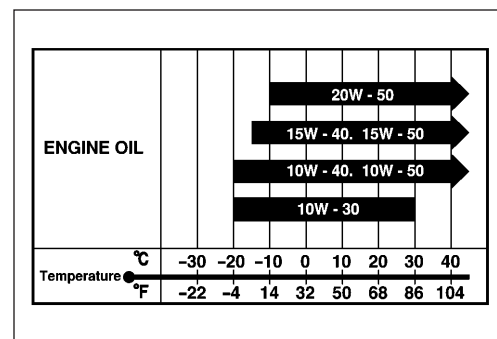 20W - 50
15W - 40. 15W - 50
ENGINE OIL
10W - 40. 10W - 50
10W - 30
°C -30 -20 -10 0 10 20 30 40
Temperature
°F -22 -4 14 32 50 68 86 104